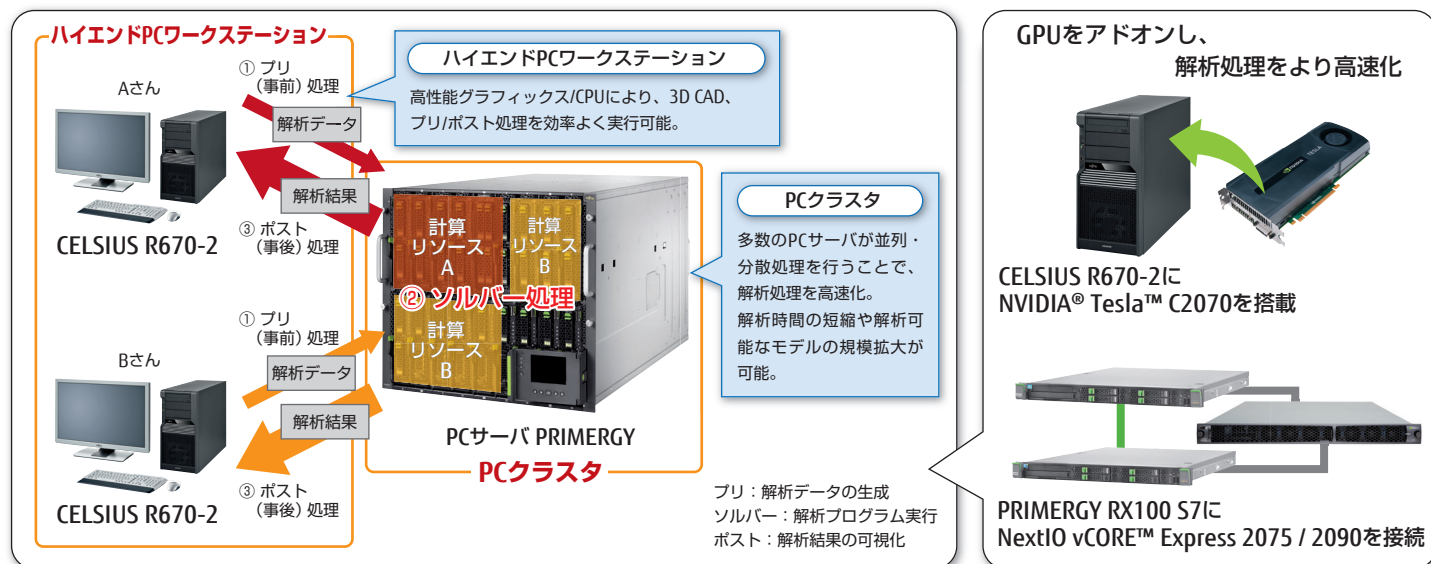 ハイエンドPCワークステーション
Aさん
① プリ
（事前）処理
解析データ
解析結果
③ ポスト
（事後）処理
CELSIUS R670-2
① プリ
（事前）処理
Bさん
解析データ
解析結果
③ ポスト
（事後）処理
CELSIUS R670-2
ハイエンドPCワークステーション
高性能グラフィックス/CPUにより、3D CAD、
プリ/ポスト処理を効率よく実行可能。
計算
リソース
A
計算
リソース
B
② ソルバー処理
計算
リソース
B
PCサーバ PRIMERGY
PCクラスタ
PCクラスタ
多数のPCサーバが並列・
分散処理を行うことで、
解析処理を高速化。
解析時間の短縮や解析可
能なモデルの規模拡大が
可能。
プリ：解析データの生成
ソルバー：解析プログラム実行
ポスト：解析結果の可視化
GPUをアドオンし、
解析処理をより高速化
TESLA
CELSIUS R670-2に
NVIDIA® Tesla™ C2070を搭載
PRIMERGY RX100 S7に
NextIO vCORE™ Express 2075 / 2090を接続